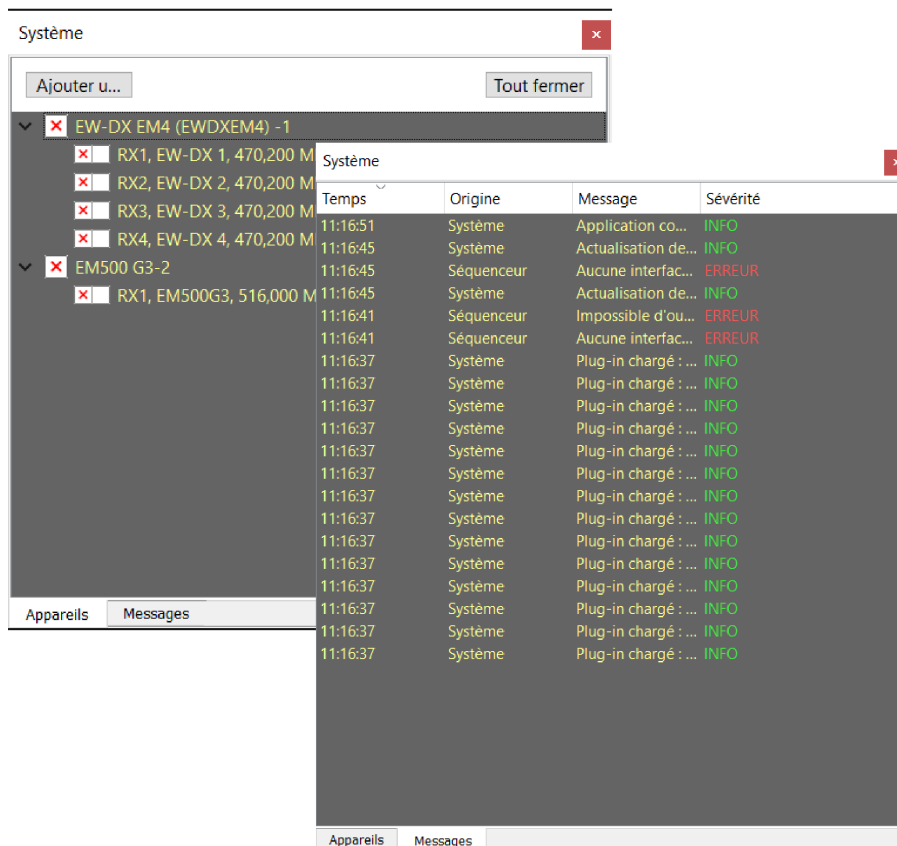 Système
Ajouter u... Tout fermer
EW-DX EM4 (EWDXEM4) -1
RX1, EW-DX 1, 470,200 M
RX2, EW-DX 2, 470,200 M
RX3, EW-DX 3, 470,200 M
RX4, EW-DX 4, 470,200 M
EM500 G3-2
RX1, EM500G3, 516,000 M
Appareils Messages
Système
Temps Origine Message Sévérité
11:16:51 Système Application co... INFO
11:16:45 Système Actualisation de... INFO
11:16:45 Séquenceur Aucune interfac... ERREUR
11:16:45 Système Actualisation de... INFO
11:16:41 Séquenceur Impossible d'ou... ERREUR
11:16:41 Séquenceur Aucune interfac... ERREUR
11:16:37 Système Plug-in chargé : ... INFO
11:16:37 Système Plug-in chargé : ... INFO
11:16:37 Système Plug-in chargé : ... INFO
11:16:37 Système Plug-in chargé : ... INFO
11:16:37 Système Plug-in chargé : ... INFO
11:16:37 Système Plug-in chargé : ... INFO
11:16:37 Système Plug-in chargé : ... INFO
11:16:37 Système Plug-in chargé : ... INFO
11:16:37 Système Plug-in chargé : ... INFO
11:16:37 Système Plug-in chargé : ... INFO
11:16:37 Système Plug-in chargé : ... INFO
11:16:37 Système Plug-in chargé : ... INFO
11:16:37 Système Plug-in chargé : ... INFO
11:16:37 Système Plug-in chargé : ... INFO
Appareils Messages